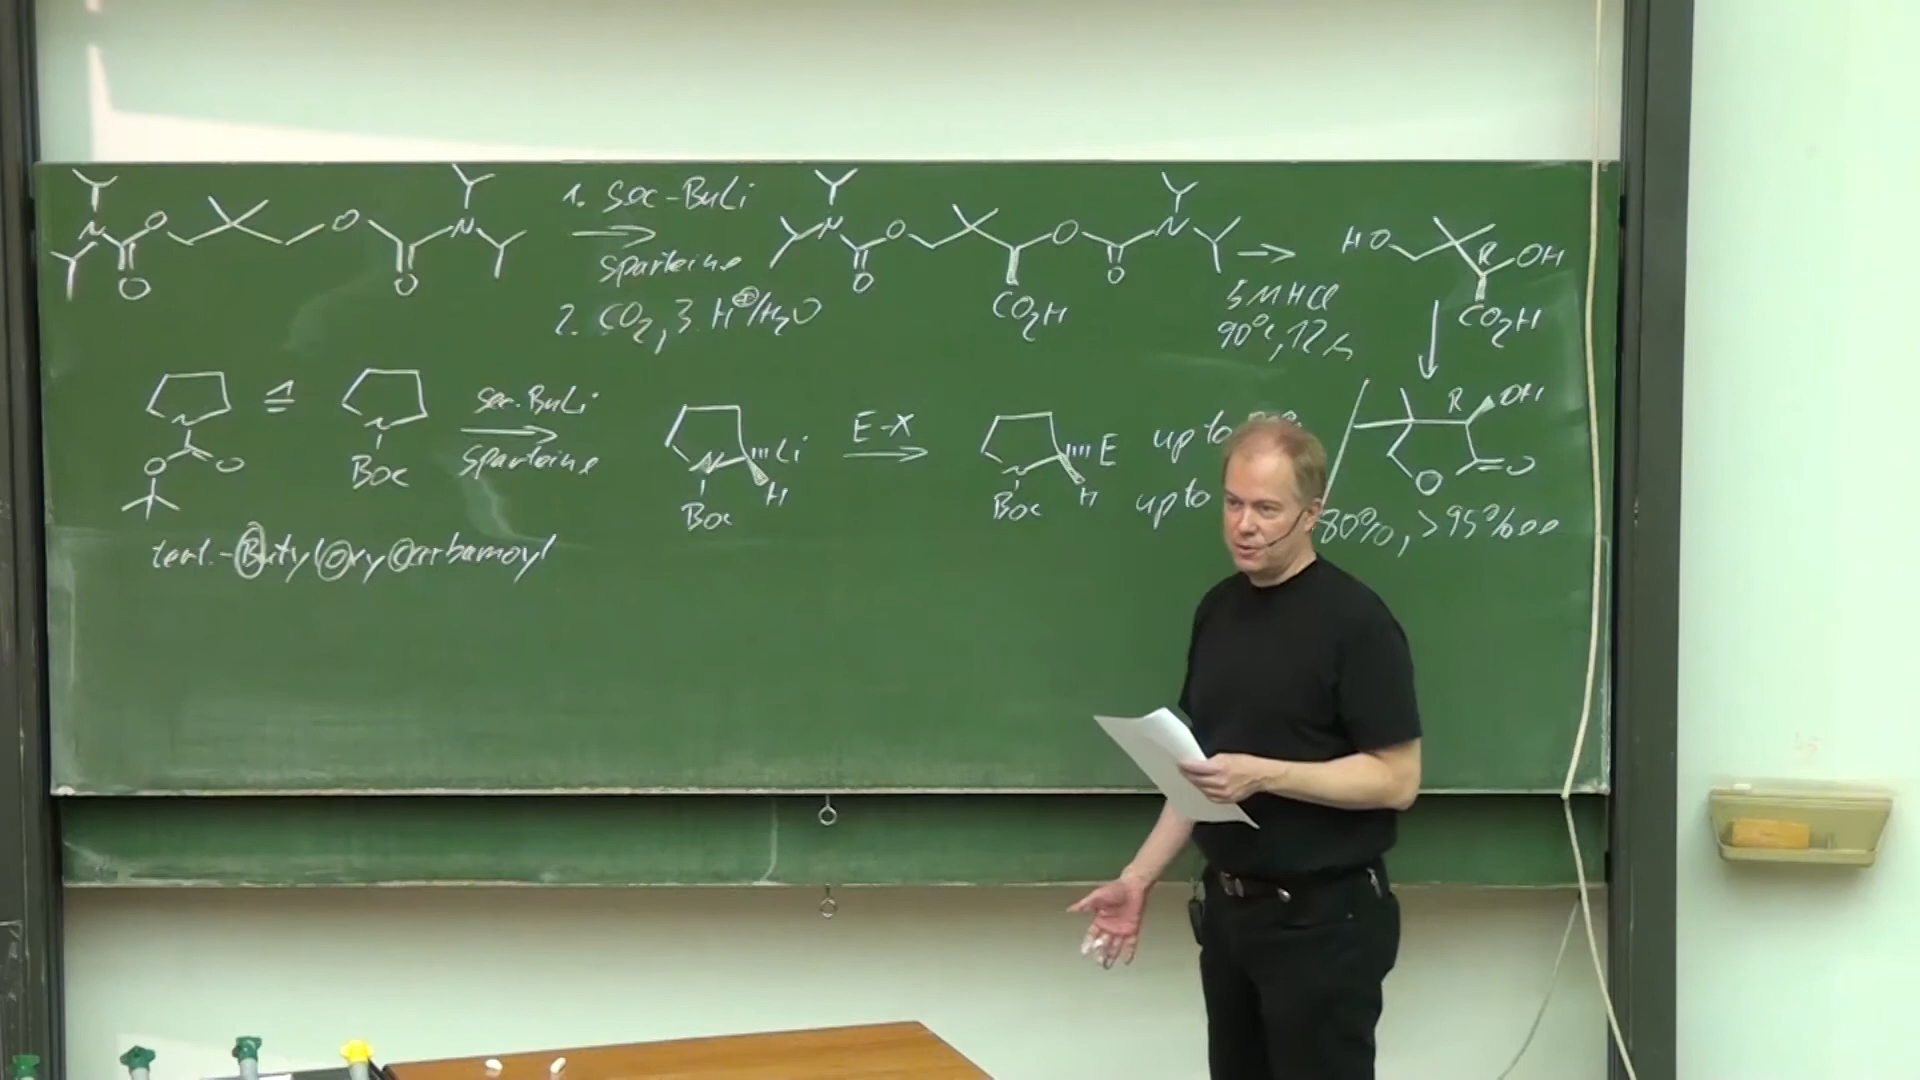 1. sec-BuLi
Sparteine
2. CO2, 3. H⊕/H2O
N O O O O N
N O O O O N
CO2H
5 M HCl
90°C, 12 h
HO R OH
CO2H
N O O
N Boc
sec. BuLi
Sparteine
N Li H Boc
E-X
N E H Boc
up to
up to
R OH
O O
80%, >95% ee
tert.-ButylOxyCarbamoyl